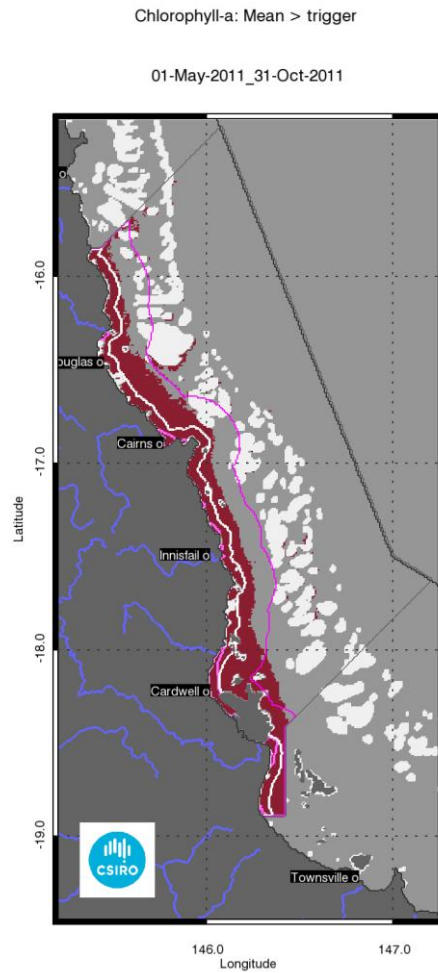 Chlorophyll-a: Mean > trigger
01-May-2011_31-Oct-2011
-16.0
ouglas o
Cairns o
-17.0
Latitude
Innisfail o
-18.0
Cardwell o
-19.0
CSIRO
Townsville o
146.0
147.0
Longitude